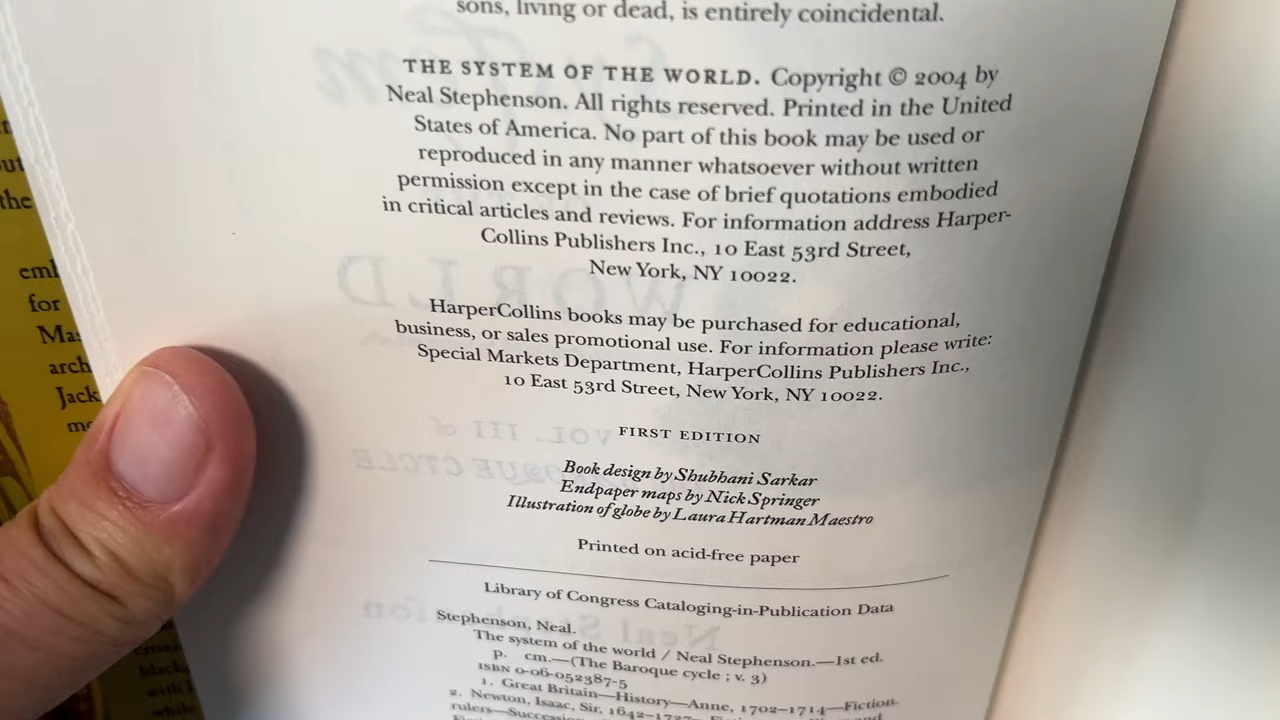 sons, living or dead, is entirely coincidental.
THE SYSTEM OF THE WORLD. Copyright © 2004 by
Neal Stephenson. All rights reserved. Printed in the United
States of America. No part of this book may be used or
reproduced in any manner whatsoever without written
permission except in the case of brief quotations embodied
in critical articles and reviews. For information address Harper-
Collins Publishers Inc., 10 East 53rd Street,
New York, NY 10022.
HarperCollins books may be purchased for educational,
business, or sales promotional use. For information please write:
Special Markets Department, HarperCollins Publishers Inc.,
10 East 53rd Street, New York, NY 10022.
FIRST EDITION
Book design by Shubhani Sarkar
Endpaper maps by Nick Springer
Illustration of globe by Laura Hartman Maestro
Printed on acid-free paper
Library of Congress Cataloging-in-Publication Data
Stephenson, Neal.
The system of the world / Neal Stephenson.—1st ed.
p. cm.—(The Baroque cycle ; v. 3)
ISBN 0-06-052387-5
1. Great Britain—History—Anne, 1702–1714—Fiction.
2. Newton, Isaac, Sir, 1642–1727—
the
for